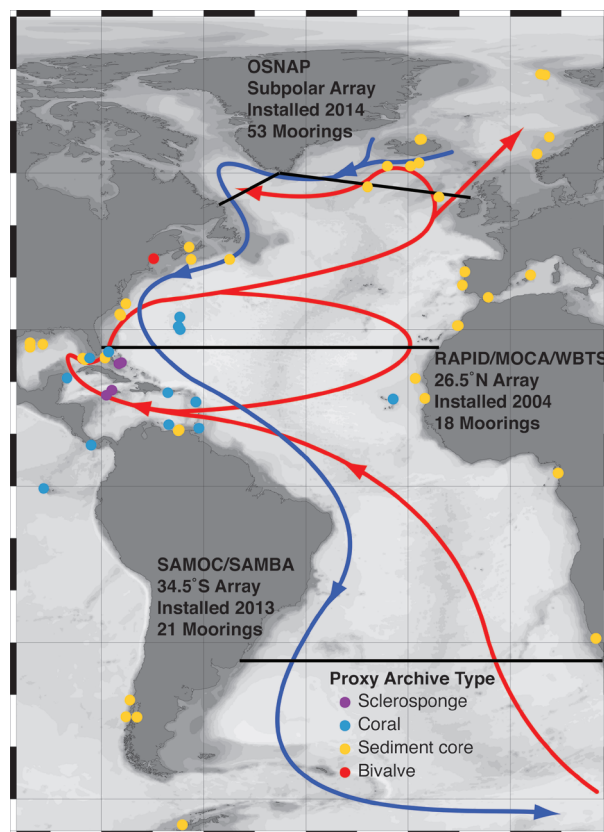 OSNAP
Subpolar Array
Installed 2014
53 Moorings
RAPID/MOCA/WBTS
26.5˚N Array
Installed 2004
18 Moorings
SAMOC/SAMBA
34.5˚S Array
Installed 2013
21 Moorings
Proxy Archive Type
Sclerosponge
Coral
Sediment core
Bivalve